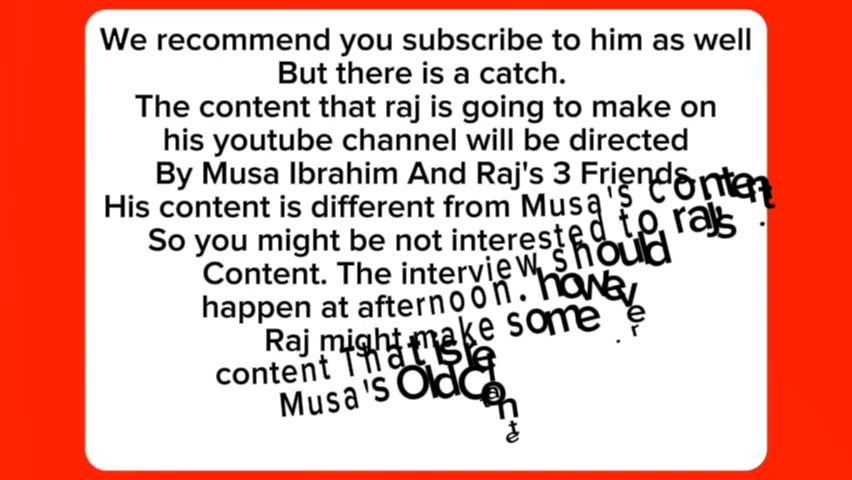 We recommend you subscribe to him as well
But there is a catch.
The content that raj is going to make on
his youtube channel will be directed
By Musa Ibrahim And Raj's 3 Friends.
His content is different from Musa's content.
So you might be not interested to raj's
Content. The interview should
happen at afternoon. however
Raj might make some
content That is
Musa's Old Content